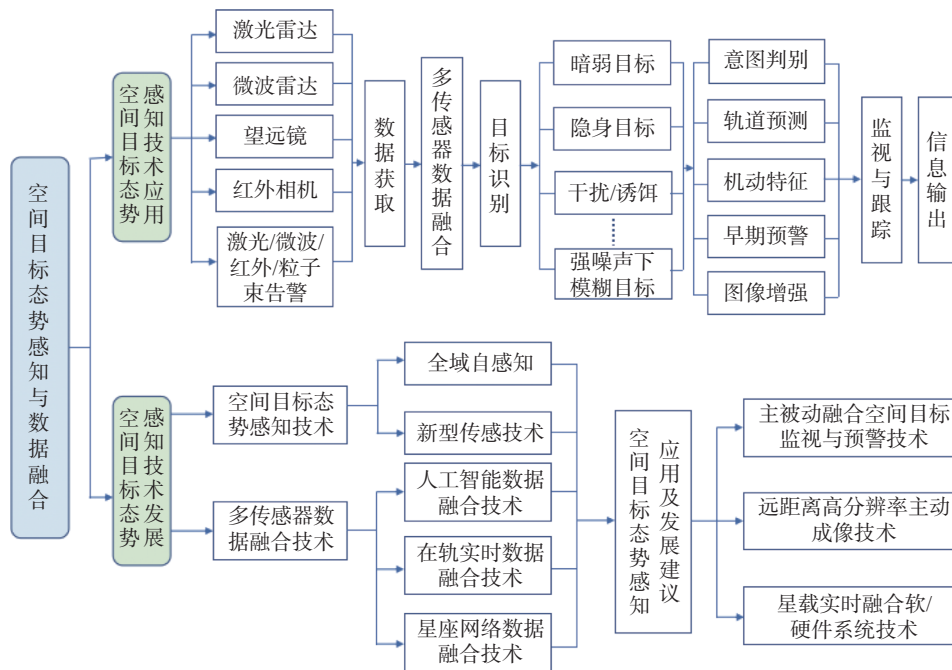 空间目标态势感知与数据融合
空间目标态势
感知技术应用
激光雷达
微波雷达
望远镜
红外相机
激光/微波/
红外/粒子
束告警
数据获取
多传感器数据融合
目标识别
暗弱目标
隐身目标
干扰/诱饵
强噪声下
模糊目标
意图判别
轨道预测
机动特征
早期预警
图像增强
监视与跟踪
信息输出
空间目标态势
感知技术发展
空间目标态
势感知技术
多传感器数
据融合技术
全域自感知
新型传感技术
人工智能数据
融合技术
在轨实时数据
融合技术
星座网络数据
融合技术
空间目标态势感知
应用及发展建议
主被动融合空间目标
监视与预警技术
远距离高分辨率主动
成像技术
星载实时融合软/
硬件系统技术